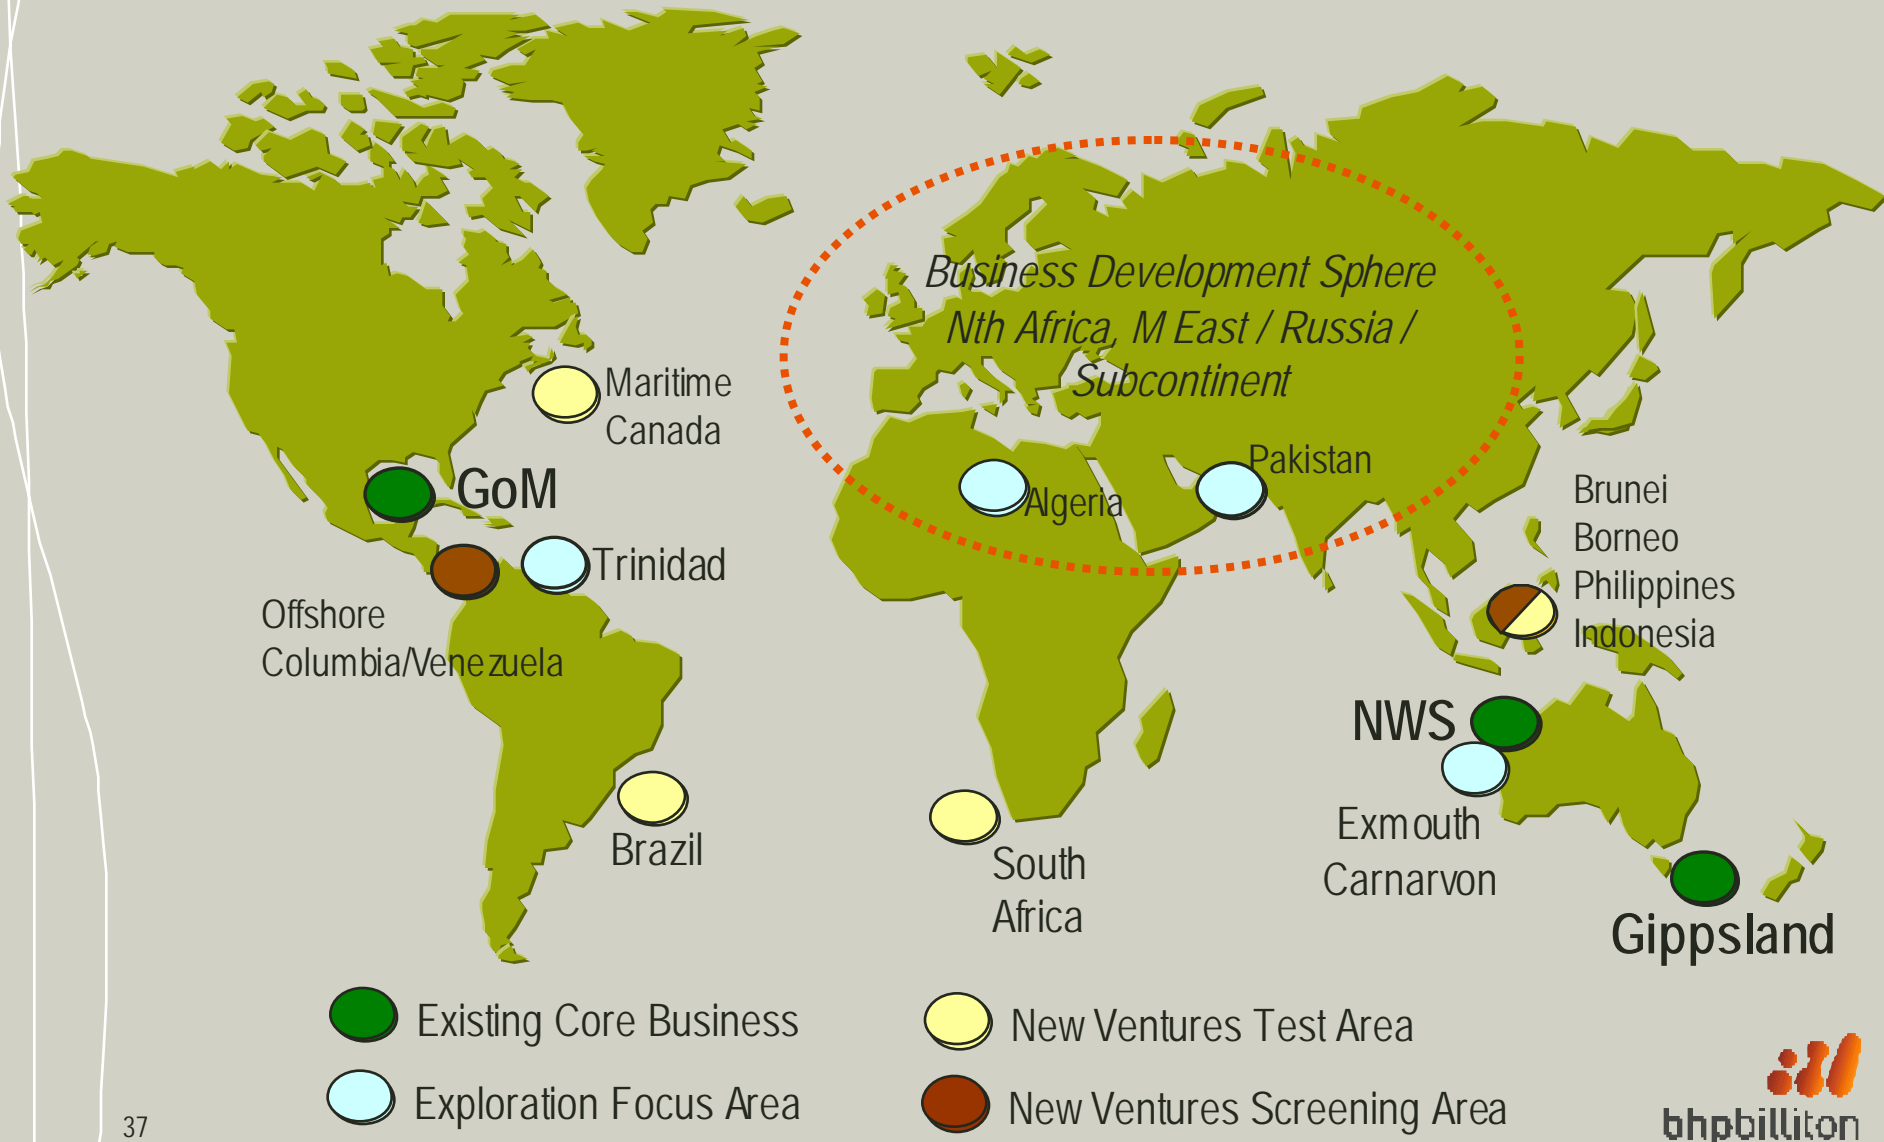 Business Development Sphere
Nth Africa, M East / Russia /
Subcontinent
Maritime
Canada
GoM
Pakistan
Algeria
Brunei
Borneo
Philippines
Indonesia
Trinidad
Offshore
Columbia/Venezuela
NWS
Exmouth
Carnarvon
Brazil
South
Africa
Gippsland
Existing Core Business
New Ventures Test Area
Exploration Focus Area
New Ventures Screening Area
37
bhpbilliton